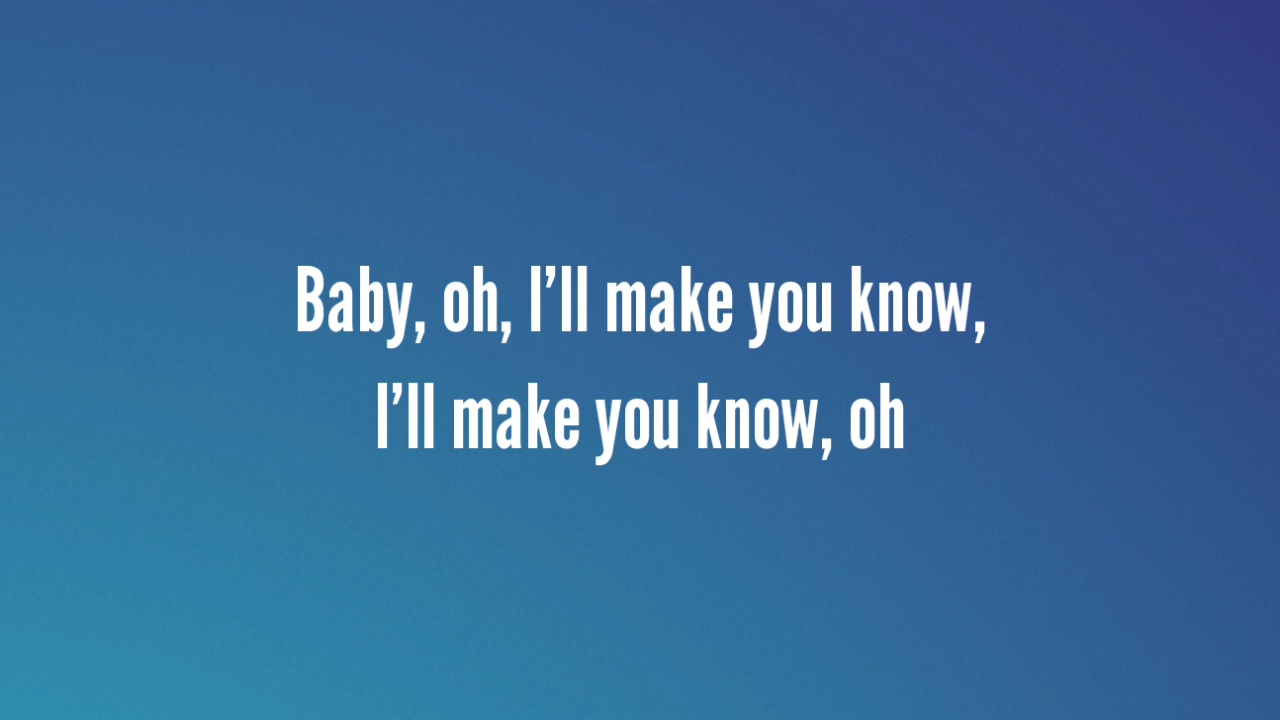 Baby, oh, I’ll make you know,
I’ll make you know, oh